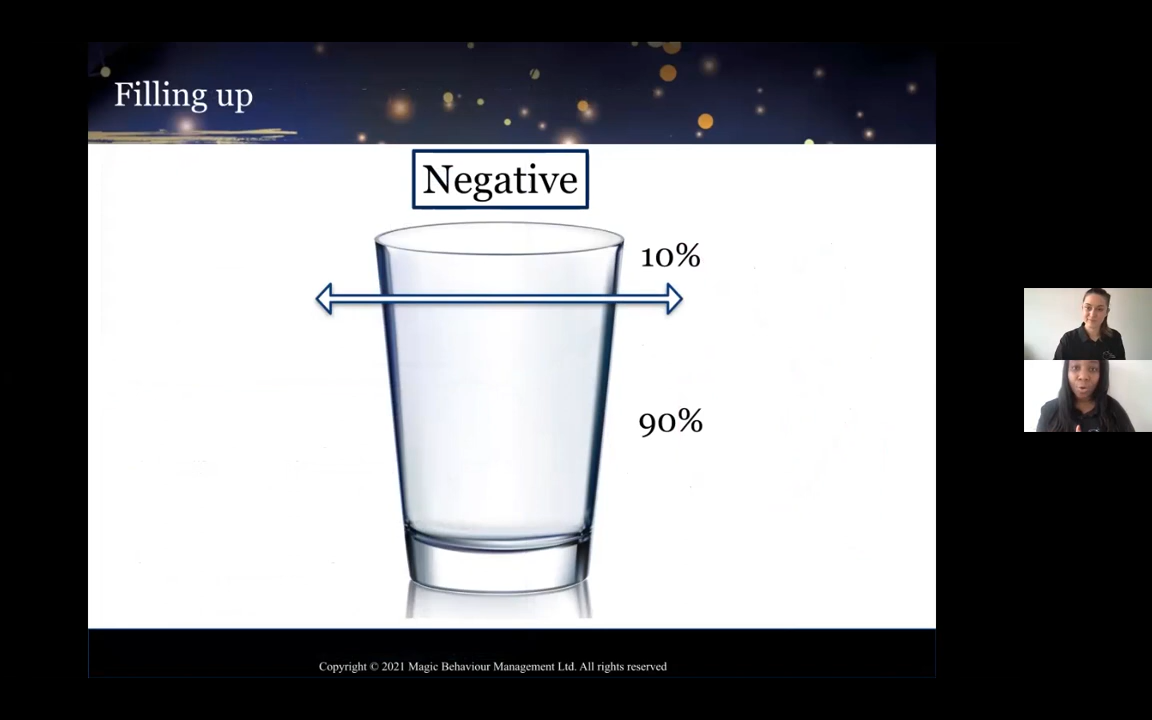 Filling up
Negative
10%
90%
Copyright © 2021 Magic Behaviour Management Ltd. All rights reserved